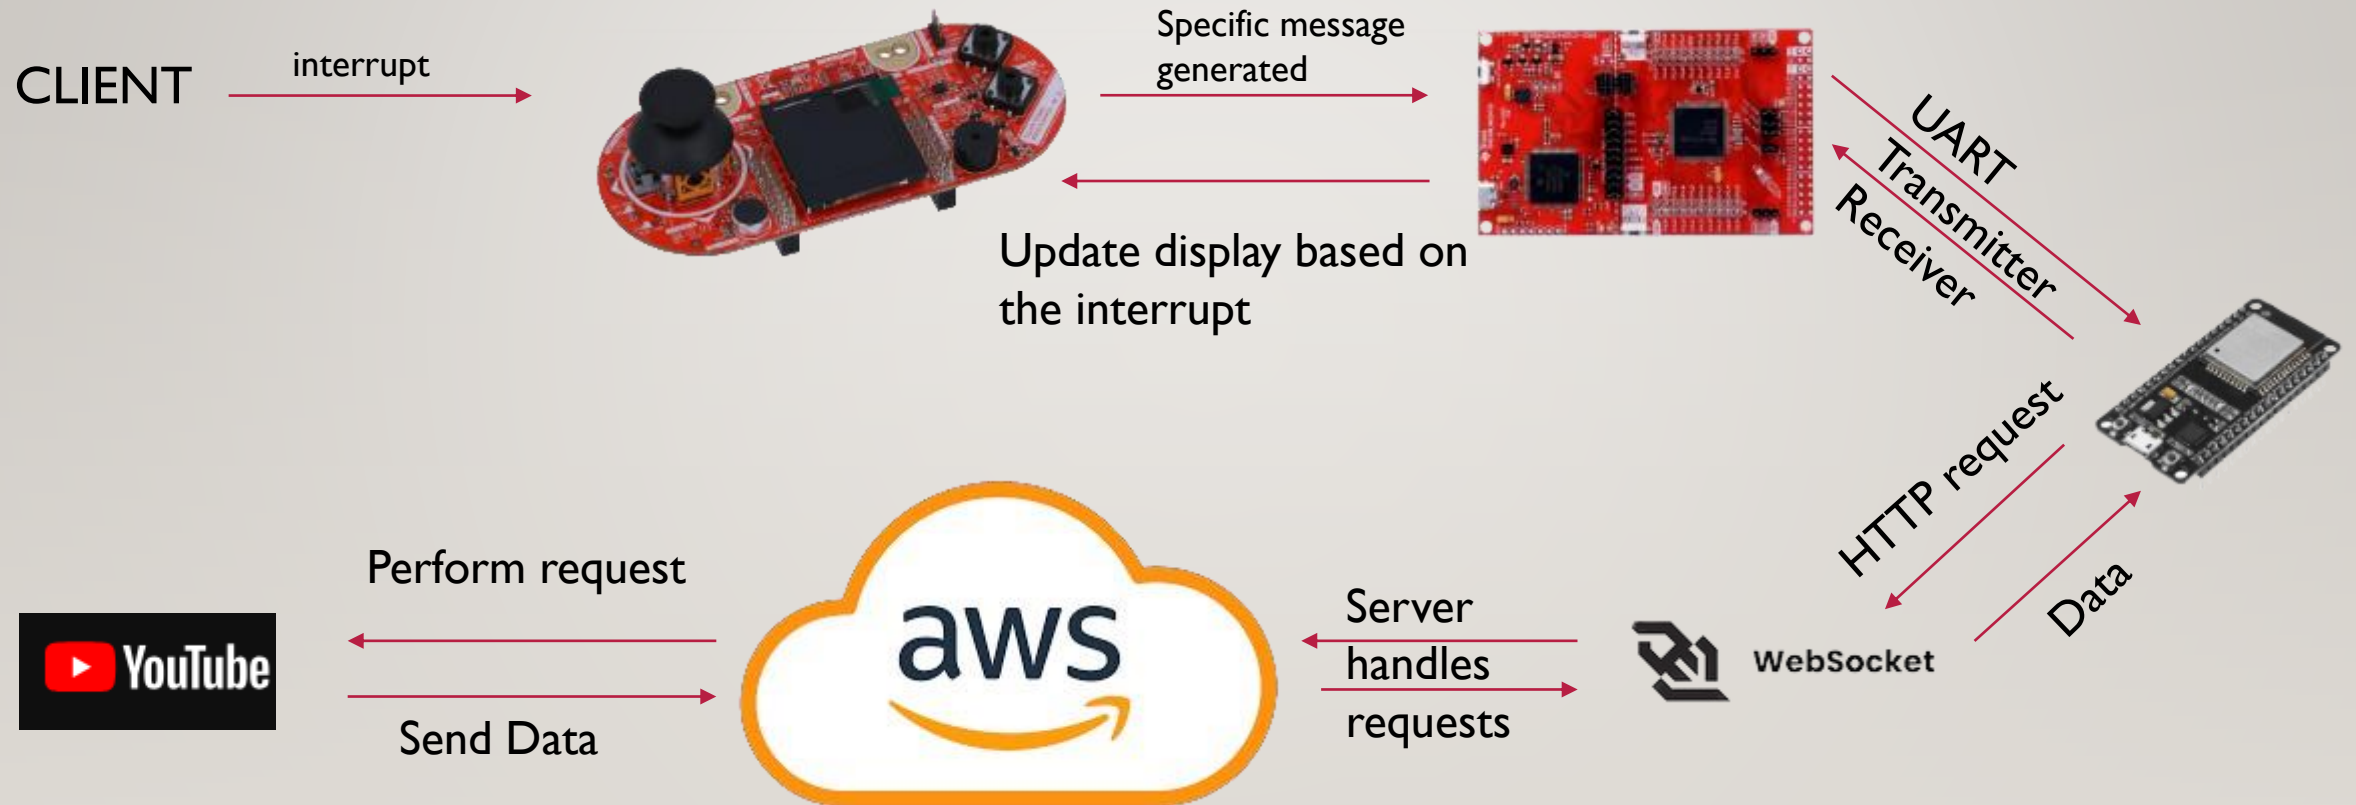 CLIENT
interrupt
Specific message
generated
Update display based on
the interrupt
UART
Transmitter
Receiver
HTTP request
Data
WebSocket
Server
handles
requests
aws
Perform request
Send Data
YouTube